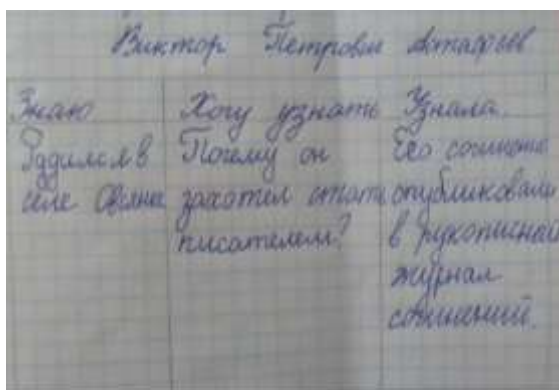 Виктор Петрович Астафьев
Знаю Хочу узнать Узнала.
Родился в Почему он Его сочинение
селе Овсянке захотел стать опубликовали
писателем? в рукописный
журнал
сочинений.